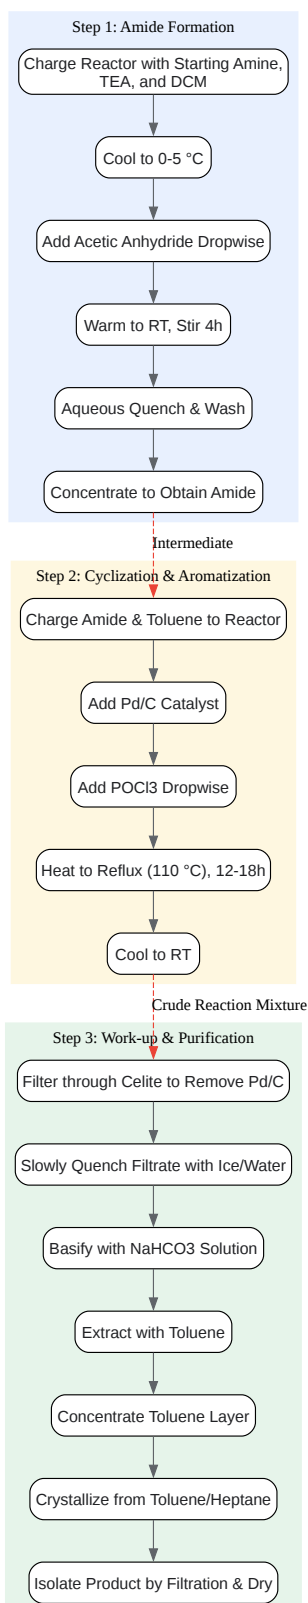 Step 1: Amide Formation
Charge Reactor with Starting Amine,
TEA, and DCM
Cool to 0-5 °C
Add Acetic Anhydride Dropwise
Warm to RT, Stir 4h
Aqueous Quench & Wash
Concentrate to Obtain Amide
Intermediate
Step 2: Cyclization & Aromatization
Charge Amide & Toluene to Reactor
Add Pd/C Catalyst
Add POCl3 Dropwise
Heat to Reflux (110 °C), 12-18h
Cool to RT
Crude Reaction Mixture
Step 3: Work-up & Purification
Filter through Celite to Remove Pd/C
Slowly Quench Filtrate with Ice/Water
Basify with NaHCO3 Solution
Extract with Toluene
Concentrate Toluene Layer
Crystallize from Toluene/Heptane
Isolate Product by Filtration & Dry